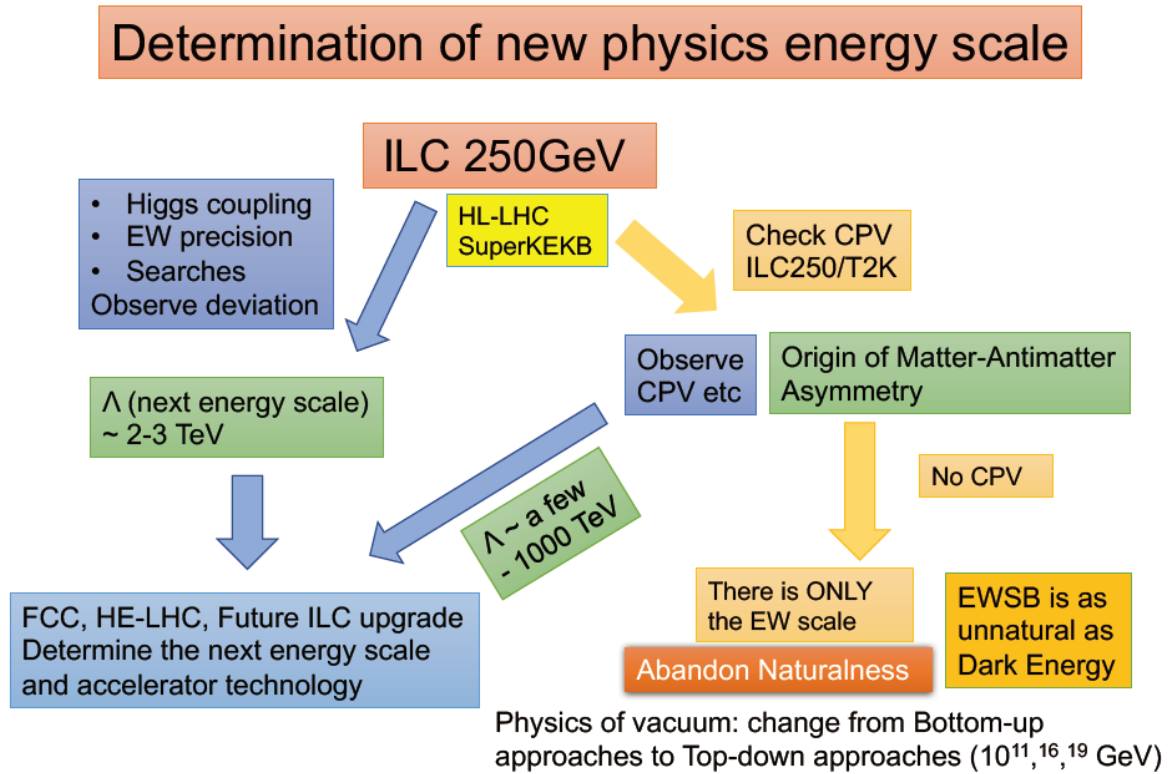 Determination of new physics energy scale
ILC 250GeV
• Higgs coupling
• EW precision
• Searches
Observe deviation
HL-LHC
SuperKEKB
Check CPV
ILC250/T2K
Observe
CPV etc
Origin of Matter-Antimatter
Asymmetry
Λ (next energy scale)
~ 2-3 TeV
No CPV
Λ ~ a few
- 1000 TeV
FCC, HE-LHC, Future ILC upgrade
Determine the next energy scale
and accelerator technology
There is ONLY
the EW scale
Abandon Naturalness
EWSB is as
unnatural as
Dark Energy
Physics of vacuum: change from Bottom-up
approaches to Top-down approaches (10¹¹,¹⁶,¹⁹ GeV)